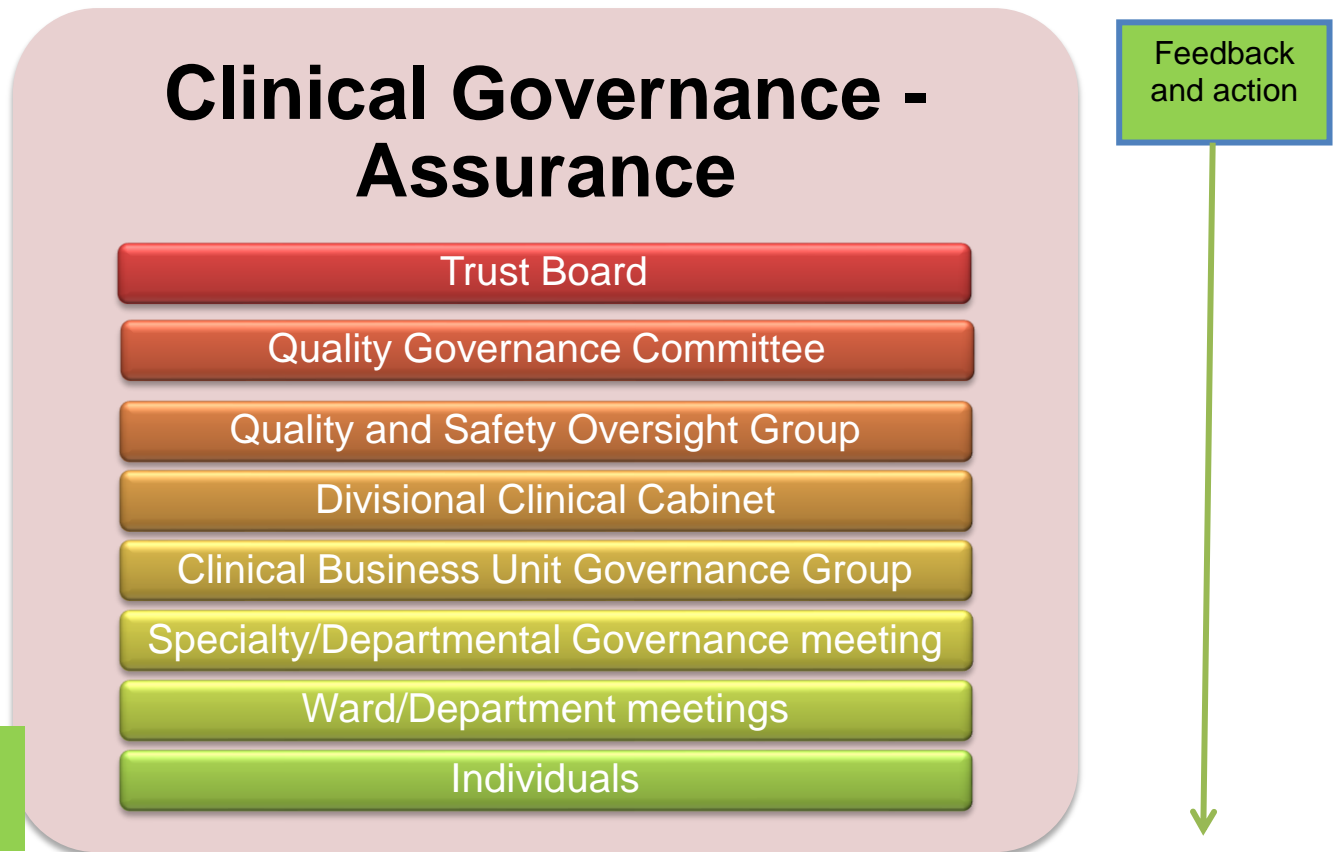 Clinical Governance -
Assurance
Trust Board
Quality Governance Committee
Quality and Safety Oversight Group
Divisional Clinical Cabinet
Clinical Business Unit Governance Group
Specialty/Departmental Governance meeting
Ward/Department meetings
Individuals
Feedback
and action